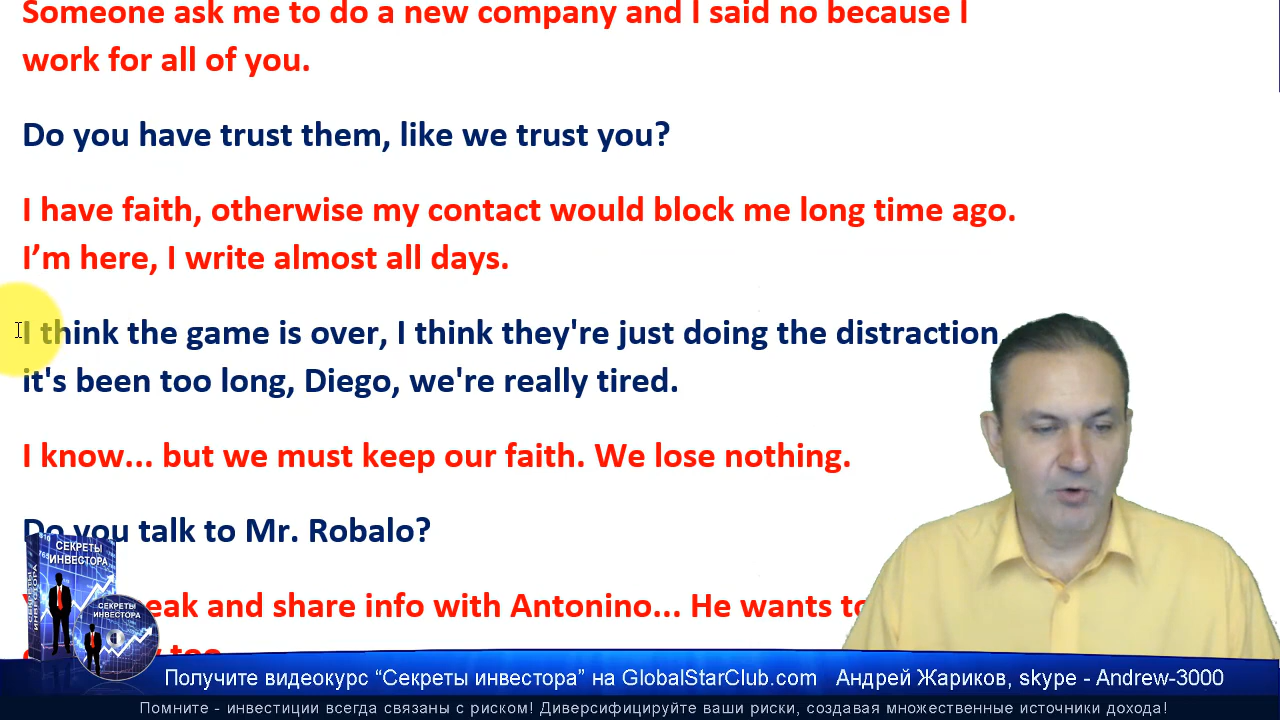 Someone ask me to do a new company and I said no because I
work for all of you.
Do you have trust them, like we trust you?
I have faith, otherwise my contact would block me long time ago.
I’m here, I write almost all days.
I think the game is over, I think they're just doing the distraction,
it's been too long, Diego, we're really tired.
I know... but we must keep our faith. We lose nothing.
Do you talk to Mr. Robalo?
and share info with Antonino... He wants to
СЕКРЕТЫ
ИНВЕСТОРА
СЕКРЕТЫ
ИНВЕСТОРА
Получите видеокурс “Секреты инвестора” на GlobalStarClub.com Андрей Жариков, skype - Andrew-3000
Помните - инвестиции всегда связаны с риском! Диверсифицируйте ваши риски, создавая множественные источники дохода!